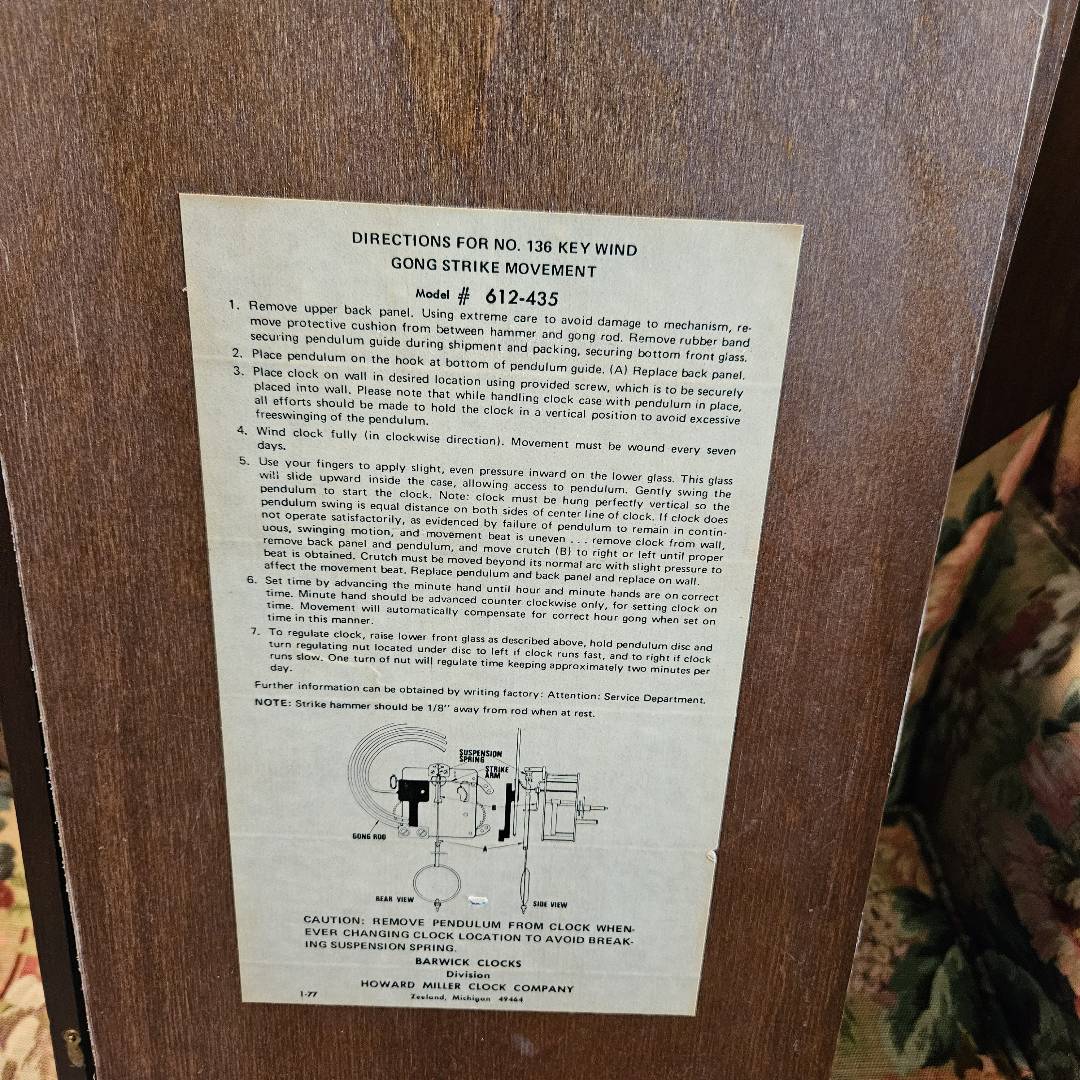 DIRECTIONS FOR NO. 136 KEY WIND
GONG STRIKE MOVEMENT
Model # 612-435
1. Remove upper back panel. Using extreme care to avoid damage to mechanism, re-
move protective cushion from between hammer and gong rod. Remove rubber band
securing pendulum guide during shipment and packing, securing bottom front glass.
2. Place pendulum on the hook at bottom of pendulum guide. (A) Replace back panel.
3. Place clock on wall in desired location using provided screw, which is to be securely
placed into wall. Please note that while handling clock case with pendulum in place,
all efforts should be made to hold the clock in a vertical position to avoid excessive
freeswinging of the pendulum.
4. Wind clock fully (in clockwise direction). Movement must be wound every seven
days.
5. Use your fingers to apply slight, even pressure inward on the lower glass. This glass
will slide upward inside the case, allowing access to pendulum. Gently swing the
pendulum to start the clock. Note: clock must be hung perfectly vertical so the
pendulum swing is equal distance on both sides of center line of clock. If clock does
not operate satisfactorily, as evidenced by failure of pendulum to remain in contin-
uous, swinging motion, and movement beat is uneven . . . remove clock from wall,
remove back panel and pendulum, and move crutch (B) to right or left until proper
beat is obtained. Crutch must be moved beyond its normal arc with slight pressure to
affect the movement beat. Replace pendulum and back panel and replace on wall.
6. Set time by advancing the minute hand until hour and minute hands are on correct
time. Minute hand should be advanced counter clockwise only, for setting clock on
time. Movement will automatically compensate for correct hour gong when set on
time in this manner.
7. To regulate clock, raise lower front glass as described above, hold pendulum disc and
turn regulating nut located under disc to left if clock runs fast, and to right if clock
runs slow. One turn of nut will regulate time keeping approximately two minutes per
day.
Further information can be obtained by writing factory: Attention: Service Department.
NOTE: Strike hammer should be 1/8" away from rod when at rest.
SUSPENSION
SPRING
STRIKE
ARM
GONG ROD
A
REAR VIEW
SIDE VIEW
CAUTION: REMOVE PENDULUM FROM CLOCK WHEN-
EVER CHANGING CLOCK LOCATION TO AVOID BREAK-
ING SUSPENSION SPRING.
BARWICK CLOCKS
Division
HOWARD MILLER CLOCK COMPANY
1-77 Zeeland, Michigan 49464